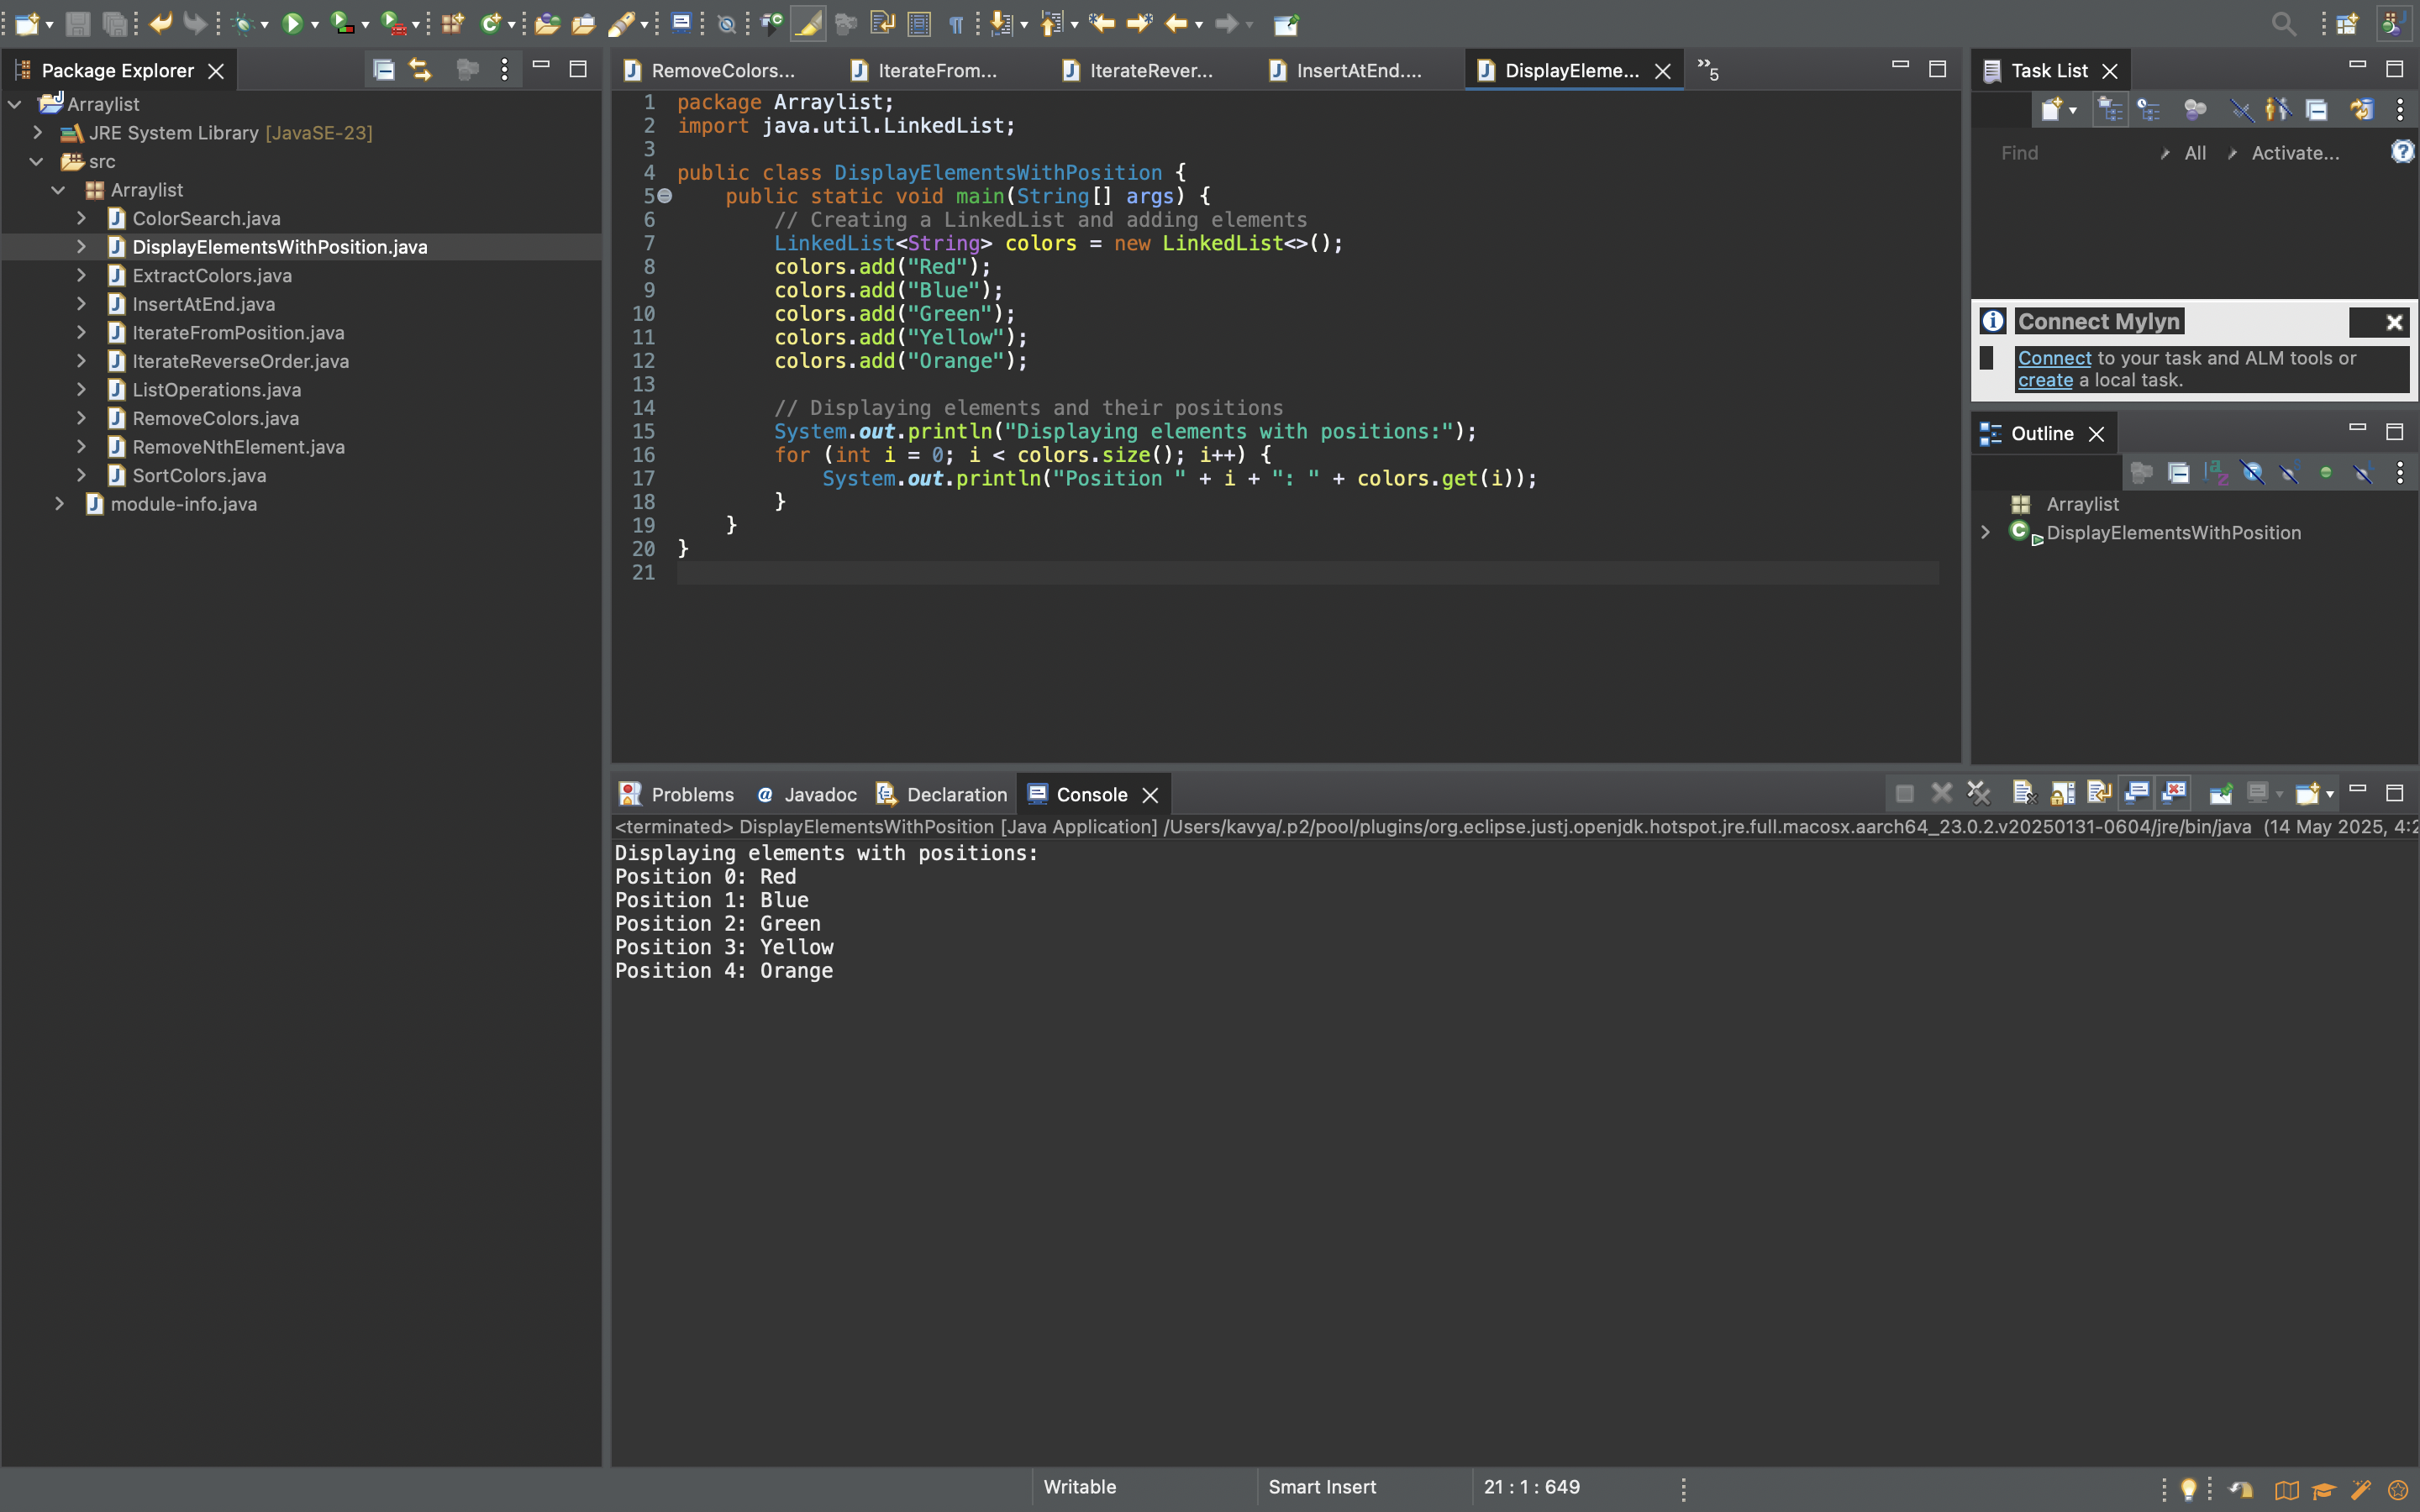 Package Explorer
Arraylist
JRE System Library [JavaSE-23]
src
Arraylist
ColorSearch.java
DisplayElementsWithPosition.java
ExtractColors.java
InsertAtEnd.java
IterateFromPosition.java
IterateReverseOrder.java
ListOperations.java
RemoveColors.java
RemoveNthElement.java
SortColors.java
module-info.java
RemoveColors... IterateFrom... IterateRever... InsertAtEnd.... DisplayEleme... »5
1 package Arraylist;
2 import java.util.LinkedList;
3
4 public class DisplayElementsWithPosition {
5 public static void main(String[] args) {
6 // Creating a LinkedList and adding elements
7 LinkedList<String> colors = new LinkedList<>();
8 colors.add("Red");
9 colors.add("Blue");
10 colors.add("Green");
11 colors.add("Yellow");
12 colors.add("Orange");
13
14 // Displaying elements and their positions
15 System.out.println("Displaying elements with positions:");
16 for (int i = 0; i < colors.size(); i++) {
17 System.out.println("Position " + i + ": " + colors.get(i));
18 }
19 }
20 }
21
Task List
Find All Activate...
Connect Mylyn
Connect to your task and ALM tools or
create a local task.
Outline
Arraylist
DisplayElementsWithPosition
Problems Javadoc Declaration Console
<terminated> DisplayElementsWithPosition [Java Application] /Users/kavya/.p2/pool/plugins/org.eclipse.justj.openjdk.hotspot.jre.full.macosx.aarch64_23.0.2.v20250131-0604/jre/bin/java (14 May 2025, 4:2
Displaying elements with positions:
Position 0: Red
Position 1: Blue
Position 2: Green
Position 3: Yellow
Position 4: Orange
Writable Smart Insert 21 : 1 : 649